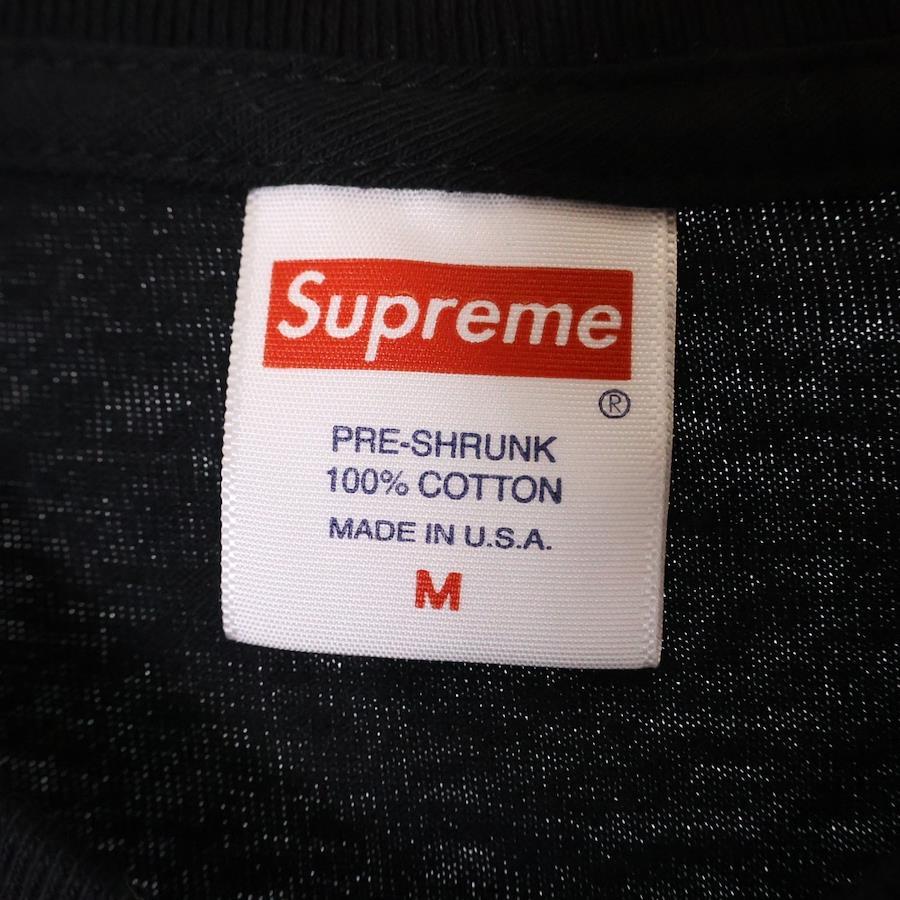 Supreme
®
PRE-SHRUNK
100% COTTON
MADE IN U.S.A.
M